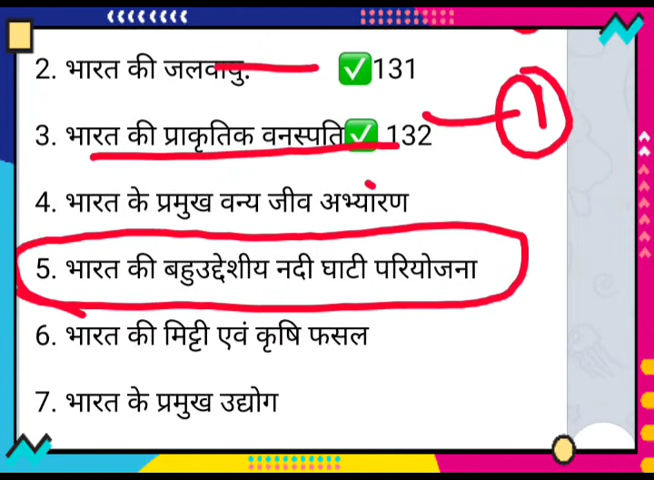 2. भारत की जलवायु. ✅131
3. भारत की प्राकृतिक वनस्पति✅ 132
4. भारत के प्रमुख वन्य जीव अभ्यारण
5. भारत की बहुउद्देशीय नदी घाटी परियोजना
6. भारत की मिट्टी एवं कृषि फसल
7. भारत के प्रमुख उद्योग